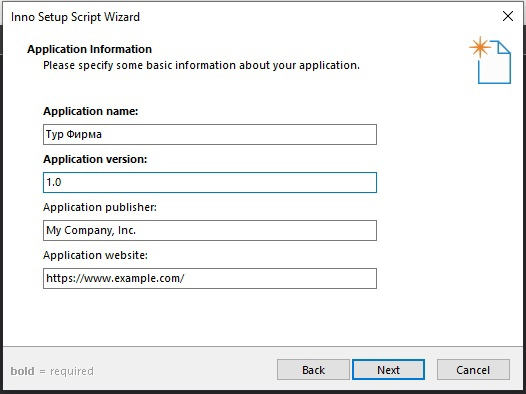 Inno Setup Script Wizard
Application Information
Please specify some basic information about your application.
Application name:
Тур Фирма
Application version:
1.0
Application publisher:
My Company, Inc.
Application website:
https://www.example.com/
bold = required
Back
Next
Cancel